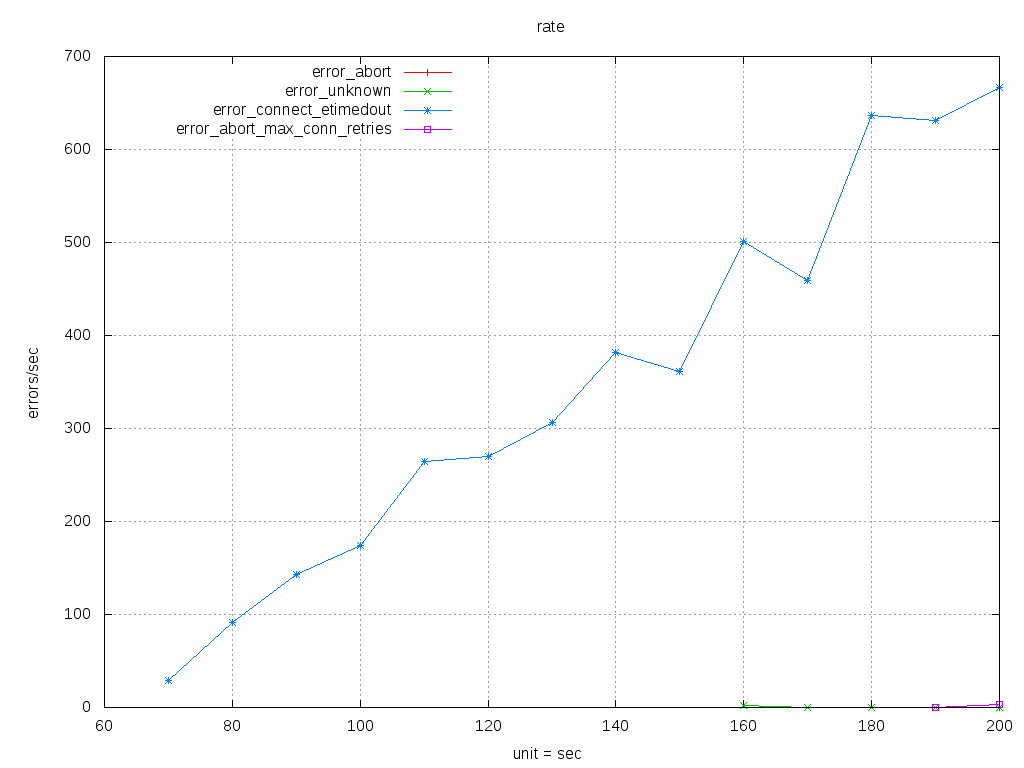 rate
700
600
500
400
300
200
100
0
errors/sec
error_abort
error_unknown
error_connect_etimedout
error_abort_max_conn_retries
60 80 100 120 140 160 180 200
unit = sec